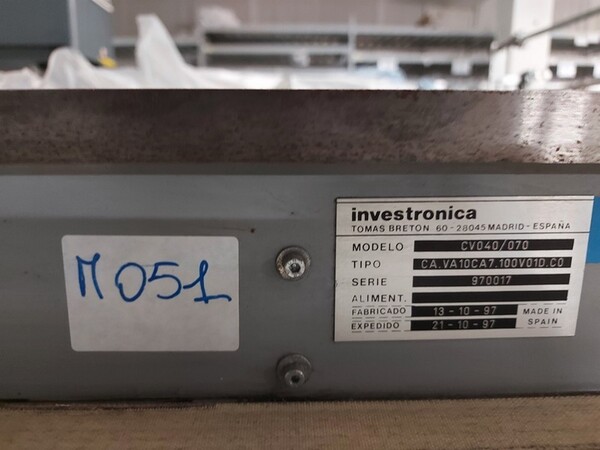 M051
investronica
TOMAS BRETON 60-28045 MADRID - ESPAÑA
MODELO CV040/070
TIPO CA.VA10CA7.100V01D.C0
SERIE 970017
ALIMENT.
FABRICADO 13 - 10 - 97 MADE IN
EXPEDIDO 21 - 10 - 97 SPAIN